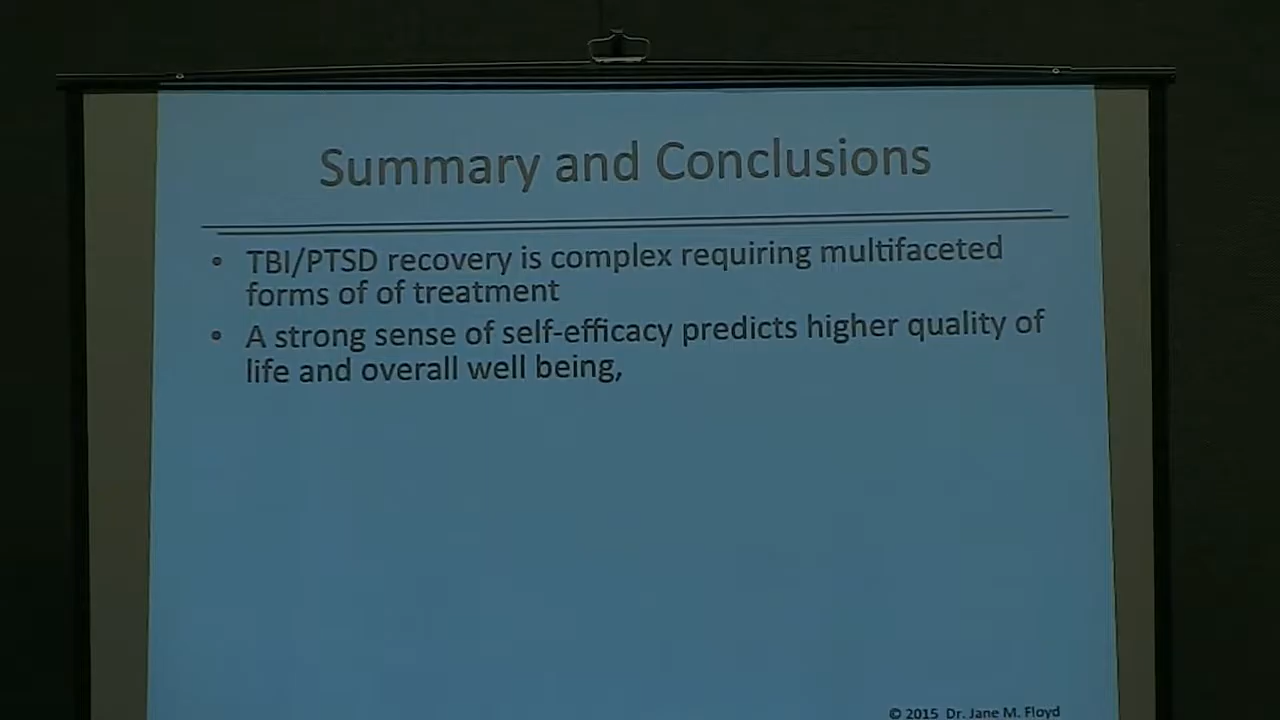 Summary and Conclusions
• TBI/PTSD recovery is complex requiring multifaceted
forms of of treatment
• A strong sense of self-efficacy predicts higher quality of
life and overall well being,
© 2015 Dr. Jane M. Floyd